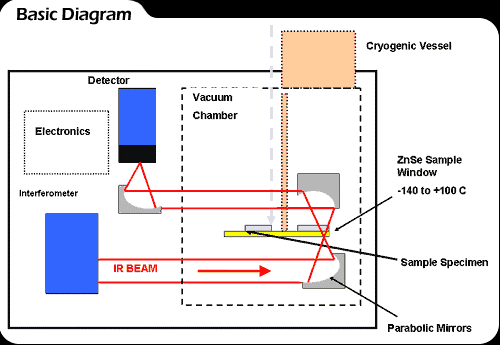 Basic Diagram
Cryogenic Vessel
Detector
Vacuum
Chamber
Electronics
ZnSe Sample
Window
-140 to +100 C
Interferometer
Sample Specimen
IR BEAM
Parabolic Mirrors